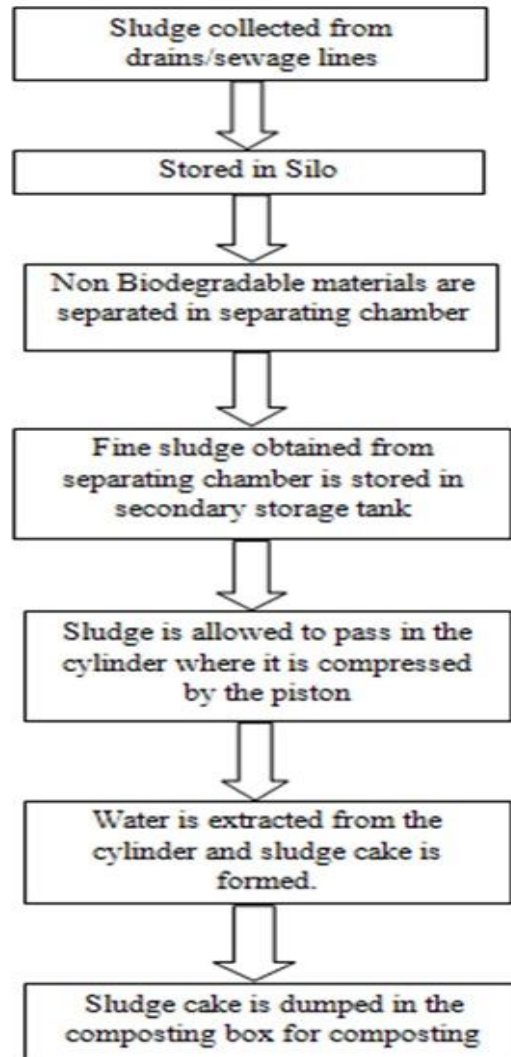 Sludge collected from
drains/sewage lines
Stored in Silo
Non Biodegradable materials are
separated in separating chamber
Fine sludge obtained from
separating chamber is stored in
secondary storage tank
Sludge is allowed to pass in the
cylinder where it is compressed
by the piston
Water is extracted from the
cylinder and sludge cake is
formed.
Sludge cake is dumped in the
composting box for composting